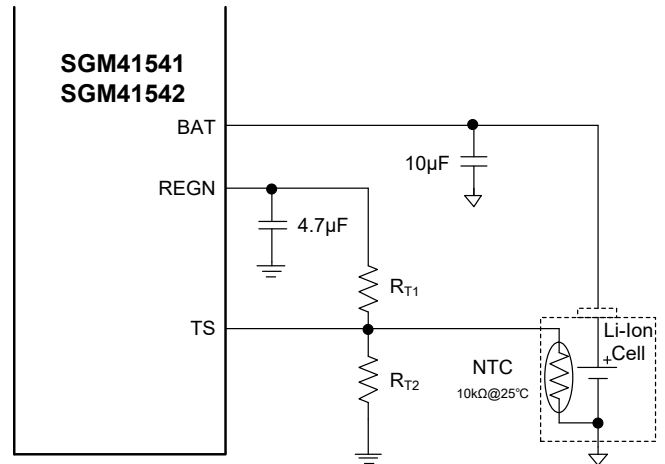 SGM41541
SGM41542
BAT
10µF
REGN
4.7µF
RT1
TS
Li-Ion
+Cell
NTC
10kΩ@25℃
RT2